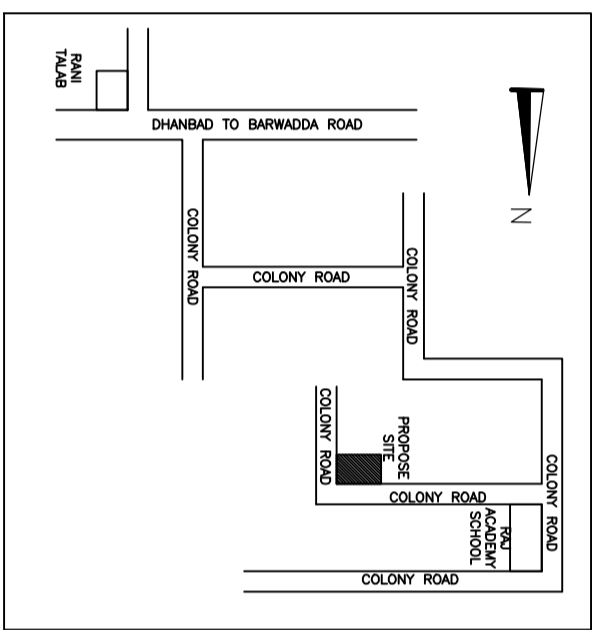 RANI
TALAB
DHANBAD TO BARWADDA ROAD
N
COLONY ROAD
COLONY ROAD
COLONY ROAD
COLONY ROAD
PROPOSE
SITE
COLONY ROAD
COLONY ROAD
RAJ
ACADEMY
SCHOOL
COLONY ROAD